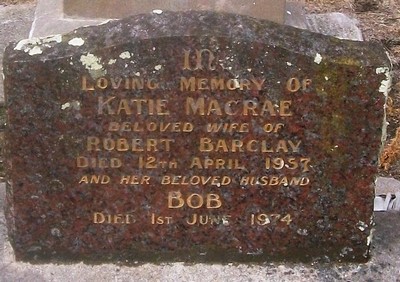 In
Loving Memory Of
Katie Macrae
Beloved Wife of
Robert Barclay
Died 12th April 1957
And her beloved husband
Bob
Died 1st June 1974